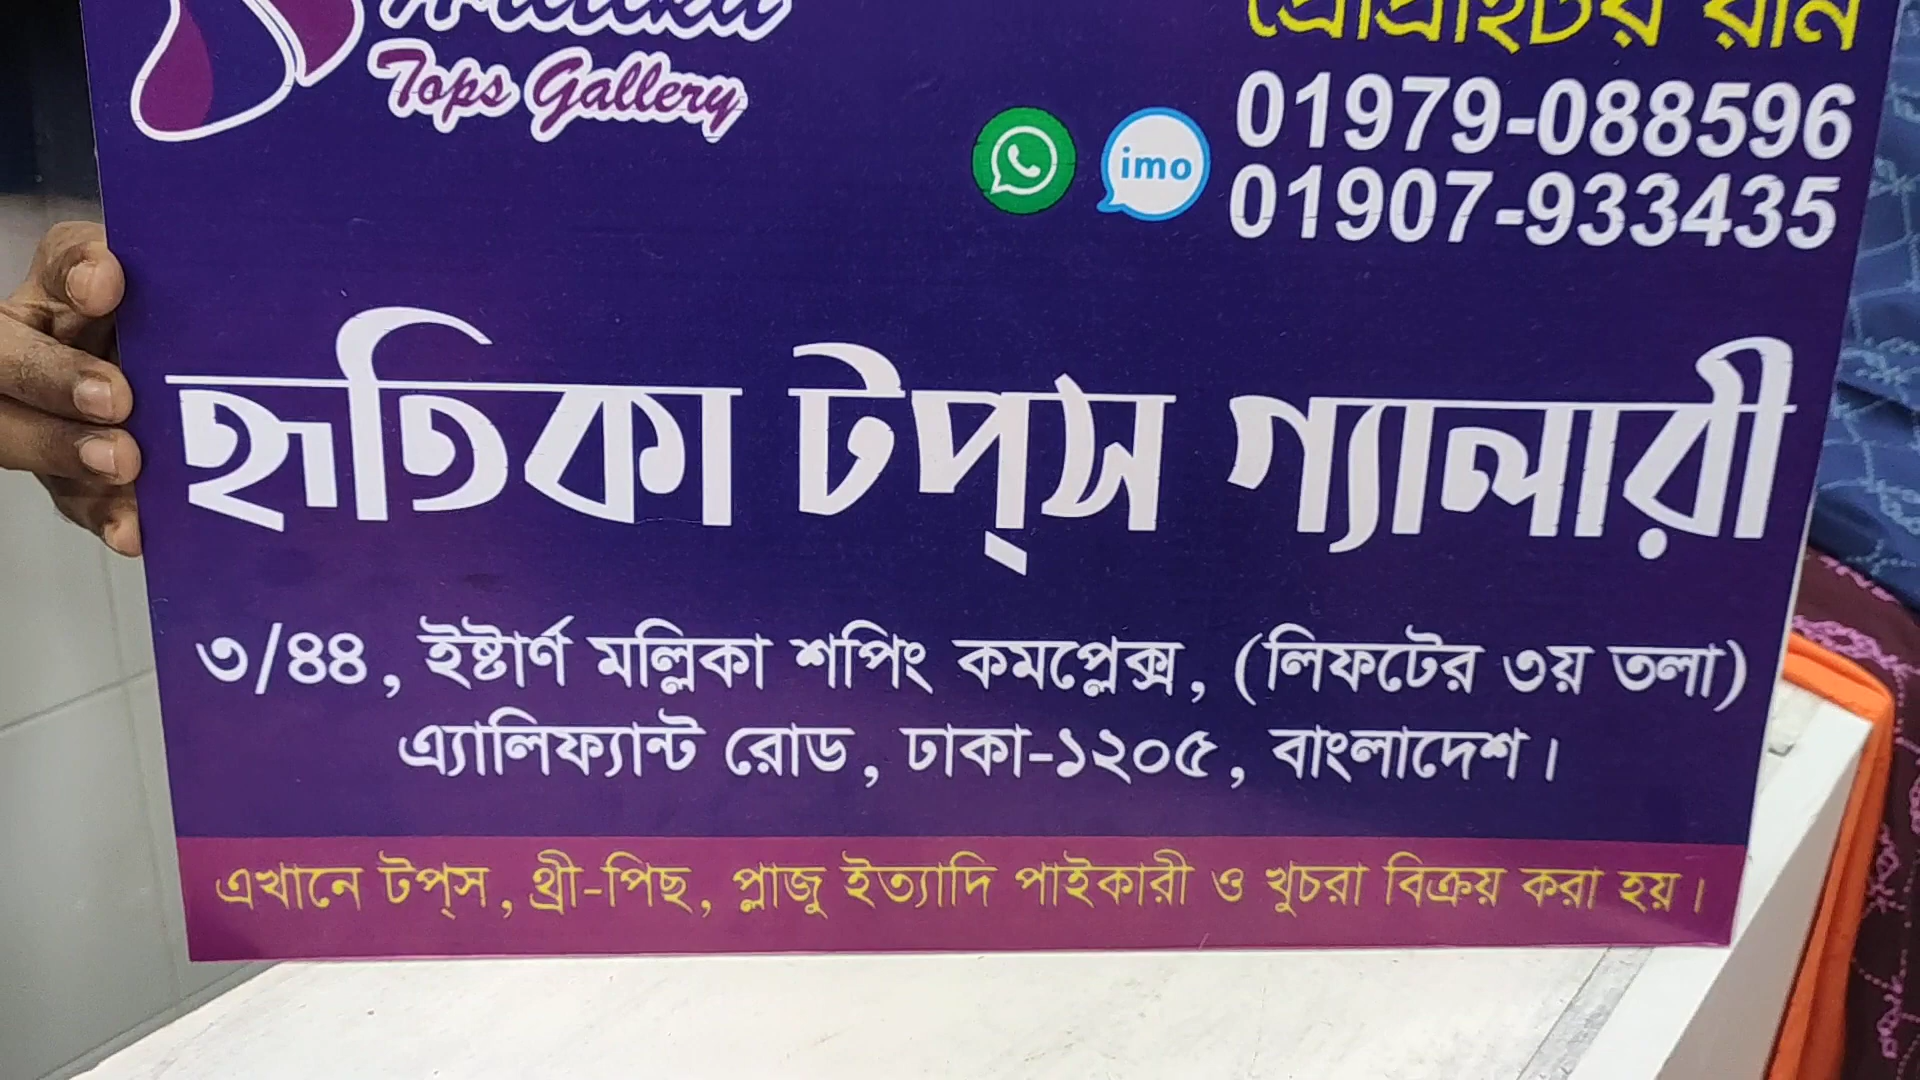 Tops Gallery
প্রোপ্রাইটর
01979-088596
imo
01907-933435
হৃতিকা টপ্স গ্যালারী
৩/৪৪, ইষ্টার্ণ মল্লিকা শপিং কমপ্লেক্স, (লিফটের ৩য় তলা)
এ্যালিফ্যান্ট রোড, ঢাকা-১২০৫, বাংলাদেশ।
এখানে টপ্স, থ্রী-পিছ, প্লাজু ইত্যাদি পাইকারী ও খুচরা বিক্রয় করা হয়।